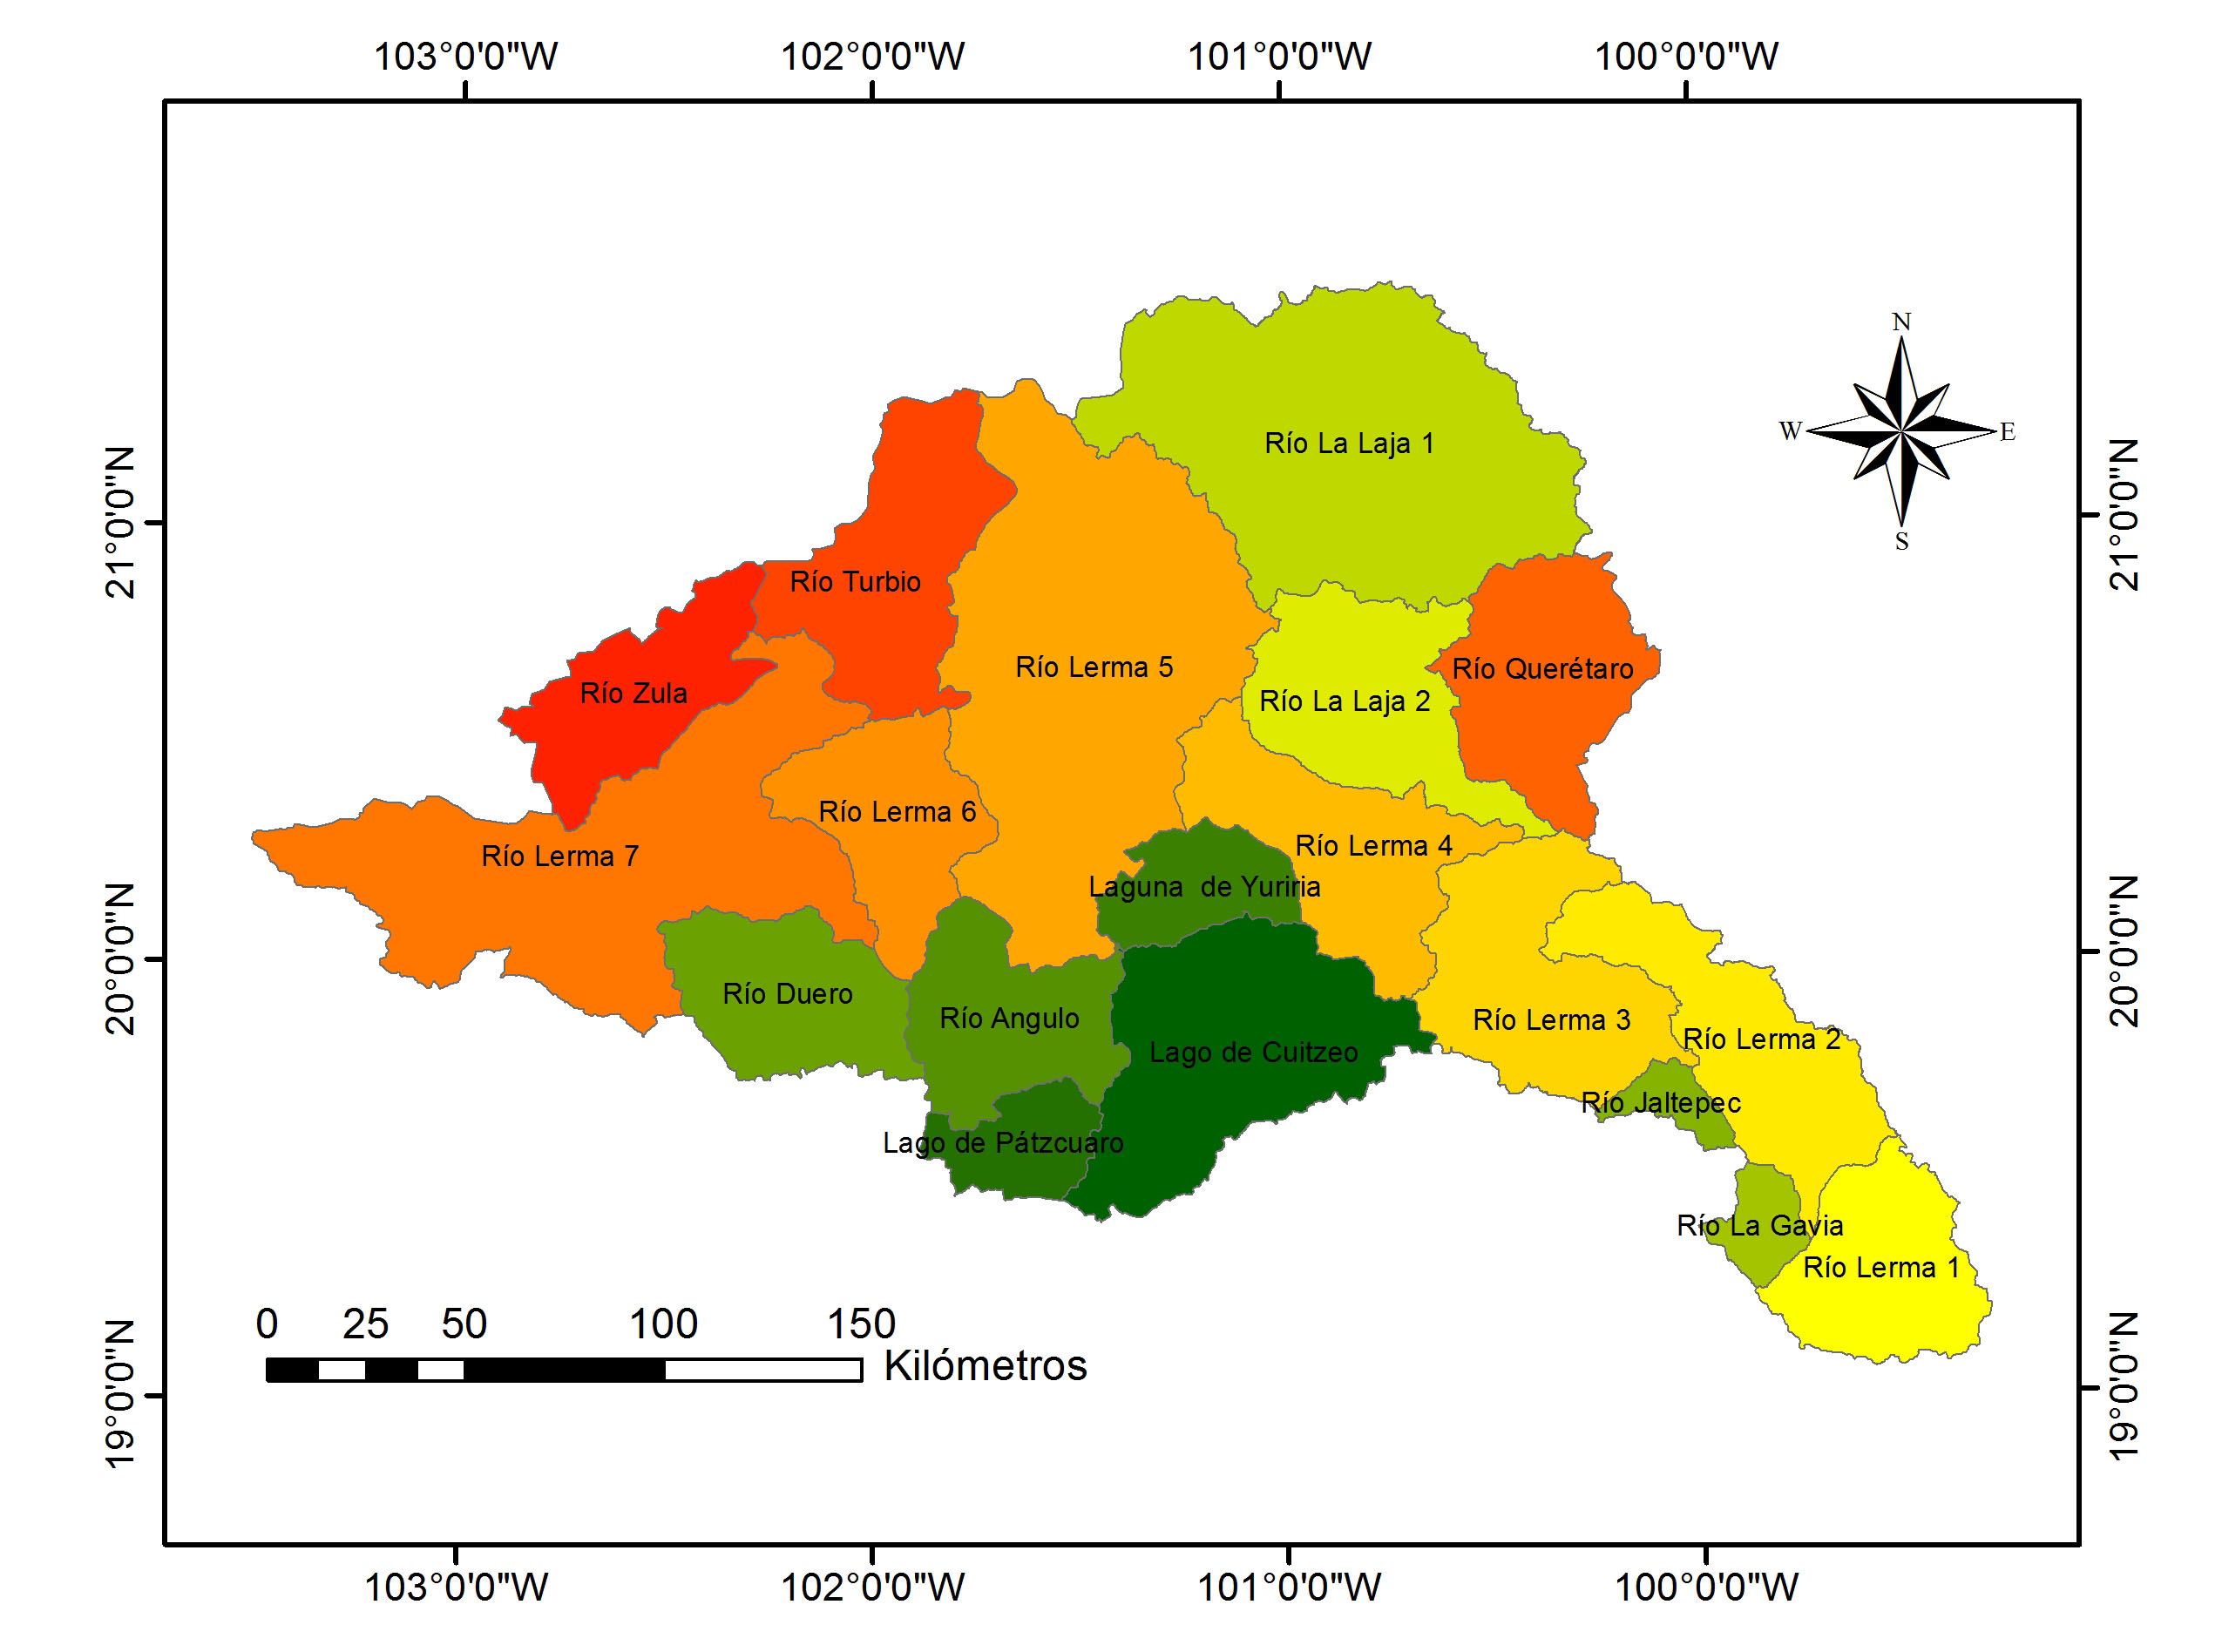 103°0'0"W 102°0'0"W 101°0'0"W 100°0'0"W
N
W E
S
21°0'0"N 21°0'0"N
20°0'0"N 20°0'0"N
19°0'0"N 19°0'0"N
Río La Laja 1
Río Turbio
Río Lerma 5
Río Querétaro
Río Zula
Río La Laja 2
Río Lerma 6
Río Lerma 4
Río Lerma 7
Laguna de Yuriria
Río Duero
Río Angulo
Río Lerma 3
Río Lerma 2
Lago de Cuitzeo
Río Jaltepec
Lago de Pátzcuaro
Río La Gavia
Río Lerma 1
0 25 50 100 150
Kilómetros
103°0'0"W 102°0'0"W 101°0'0"W 100°0'0"W